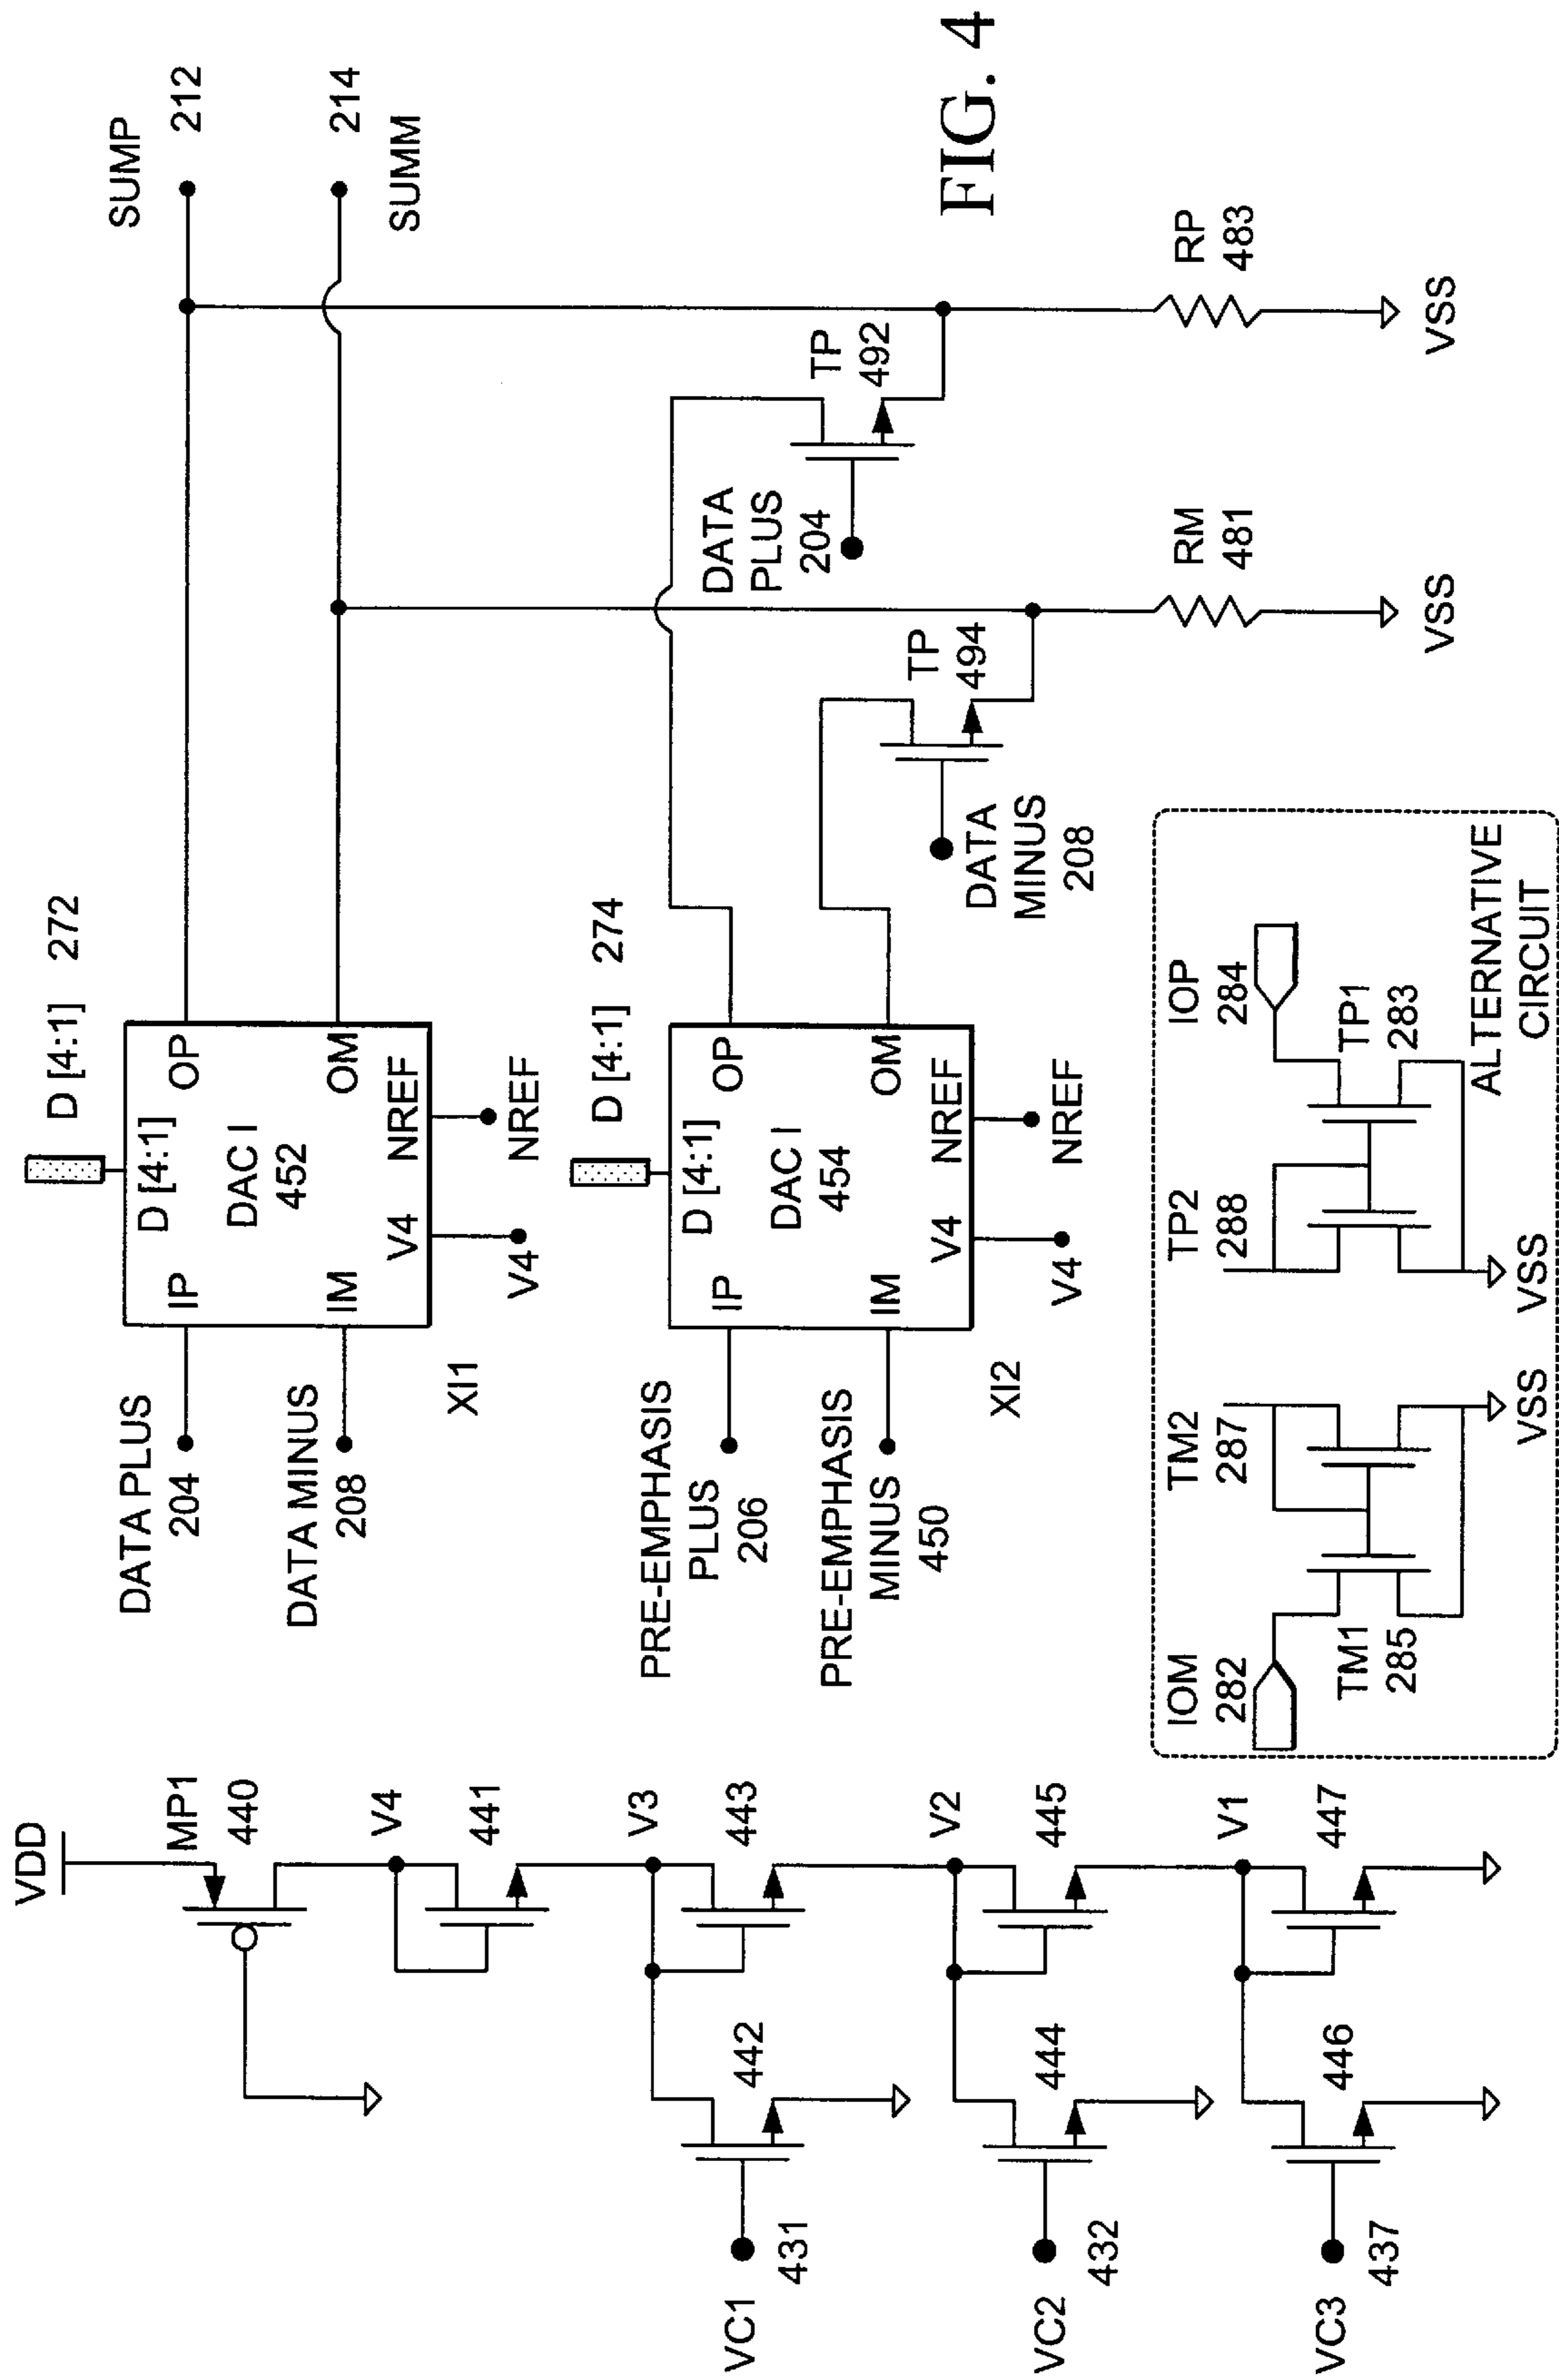 VDD
MP1
440
V4
441
V3
443
442
VC1
431
V2
445
444
VC2
432
V1
447
446
VC3
437
DATA PLUS
204
DATA MINUS
208
XI1
D [4:1] 272
D [4:1]
IP
OP
DAC I
452
IM
OM
V4
NREF
V4
NREF
SUMP
212
214
SUMM
PRE-EMPHASIS
PLUS
206
PRE-EMPHASIS
MINUS
450
XI2
D [4:1] 274
D [4:1]
IP
OP
DAC I
454
IM
OM
V4
NREF
V4
NREF
DATA
PLUS
204
TP
492
DATA
MINUS
208
TP
494
RM
481
VSS
RP
483
VSS
IOM
282
TM1
285
TM2
287
VSS
TP2
288
VSS
IOP
284
TP1
283
ALTERNATIVE
CIRCUIT
FIG. 4